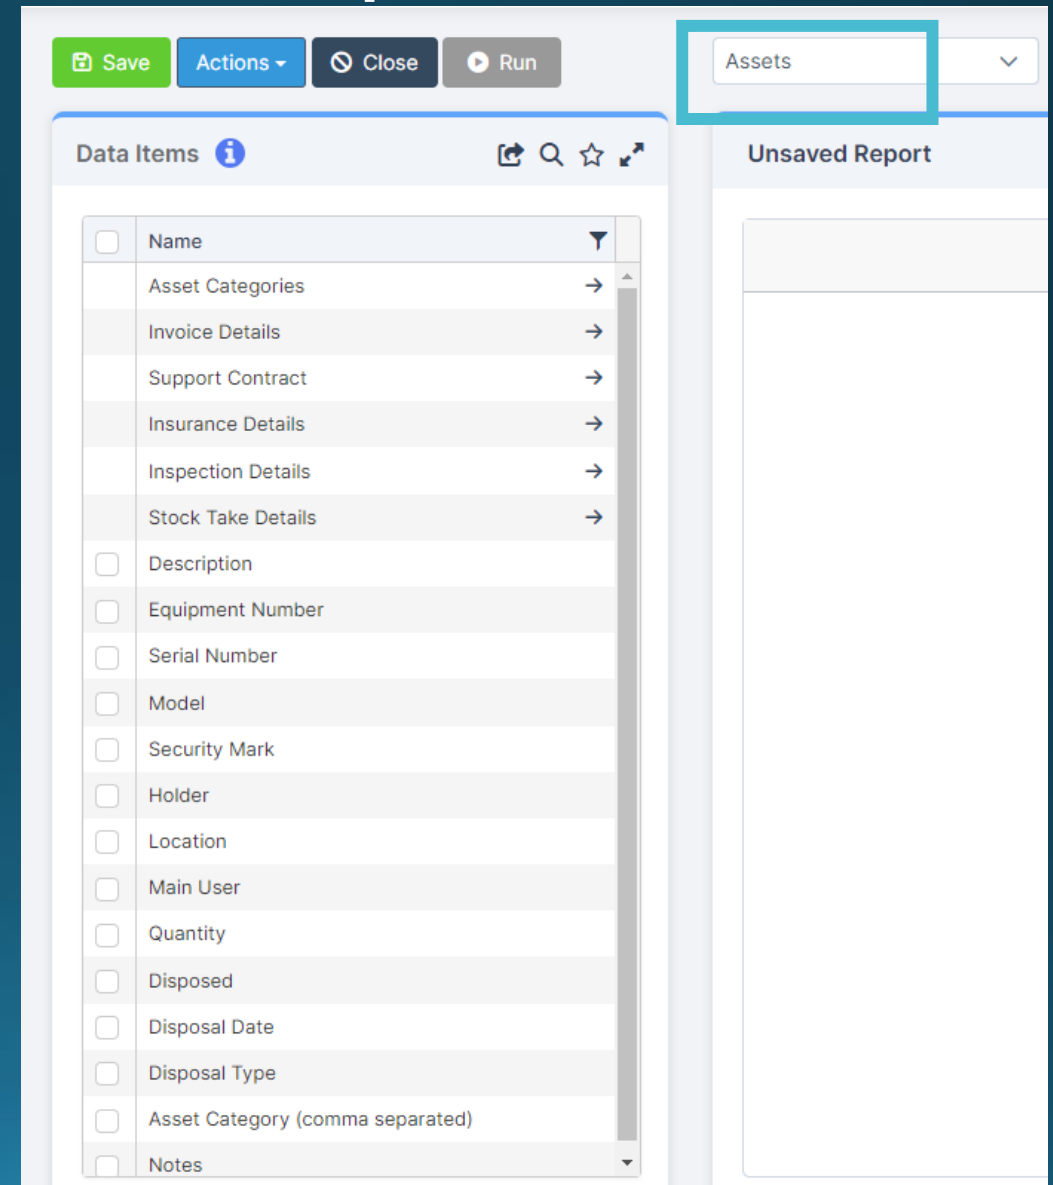 Save Actions Close Run Assets
Data Items Unsaved Report
Name
Asset Categories
Invoice Details
Support Contract
Insurance Details
Inspection Details
Stock Take Details
Description
Equipment Number
Serial Number
Model
Security Mark
Holder
Location
Main User
Quantity
Disposed
Disposal Date
Disposal Type
Asset Category (comma separated)
Notes